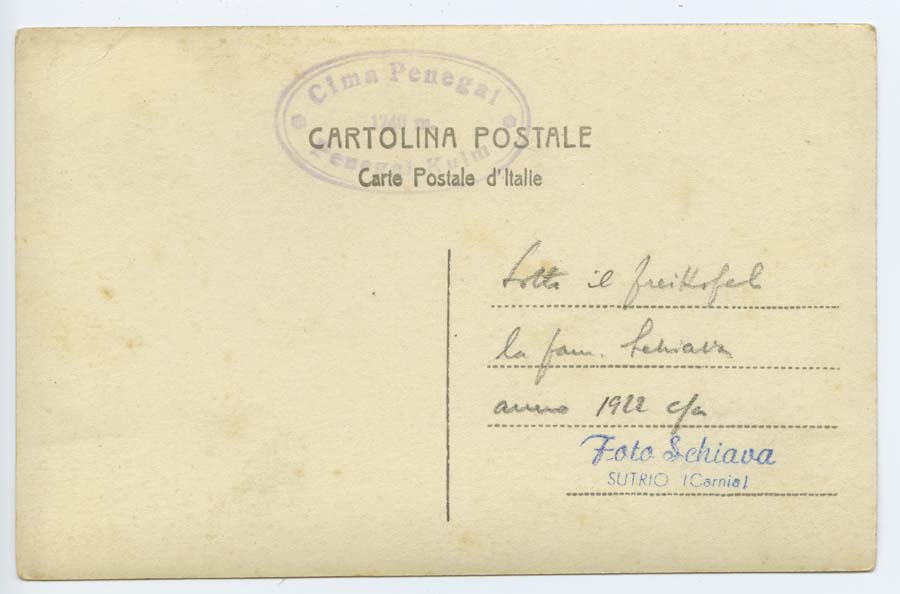 Cima Penegal
1740 m.
Penegal Kulm
CARTOLINA POSTALE
Carte Postale d'Italie
Sotto il Freikofel
la fam. Schiava
anno 1922 c/a
Foto Schiava
SUTRIO (Carnia)